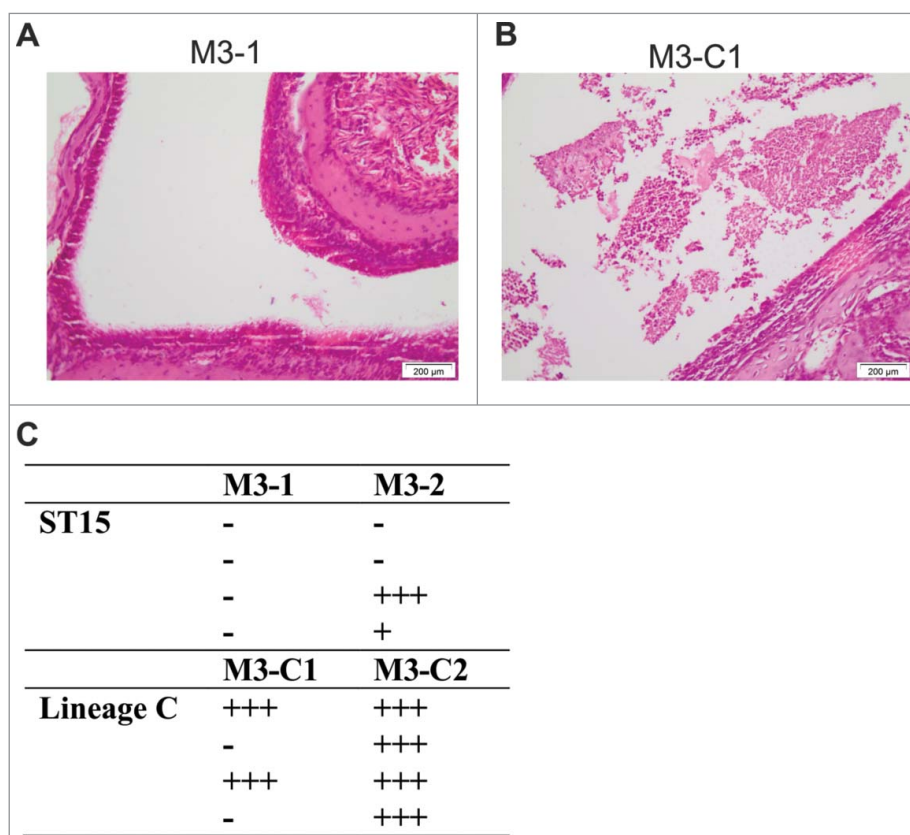 A
M3-1
200 µm
B
M3-C1
200 µm
C
M3-1 M3-2
ST15 - -
- -
- +++
- +
M3-C1 M3-C2
Lineage C +++ +++
- +++
+++ +++
- +++